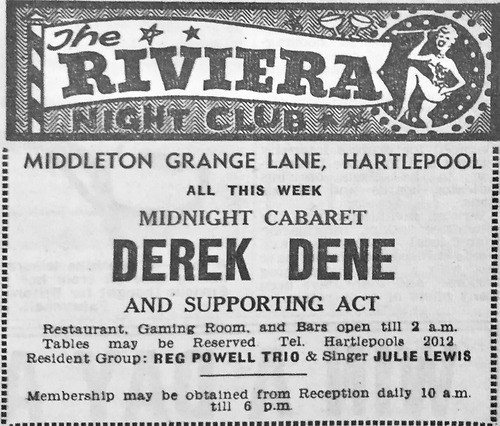 The
RIVIERA
NIGHT CLUB
MIDDLETON GRANGE LANE, HARTLEPOOL
ALL THIS WEEK
MIDNIGHT CABARET
DEREK DENE
AND SUPPORTING ACT
Restaurant, Gaming Room, and Bars open till 2 a.m.
Tables may be Reserved Tel. Hartlepools 2012
Resident Group: REG POWELL TRIO & Singer JULIE LEWIS
Membership may be obtained from Reception daily 10 a.m.
till 6 p.m.